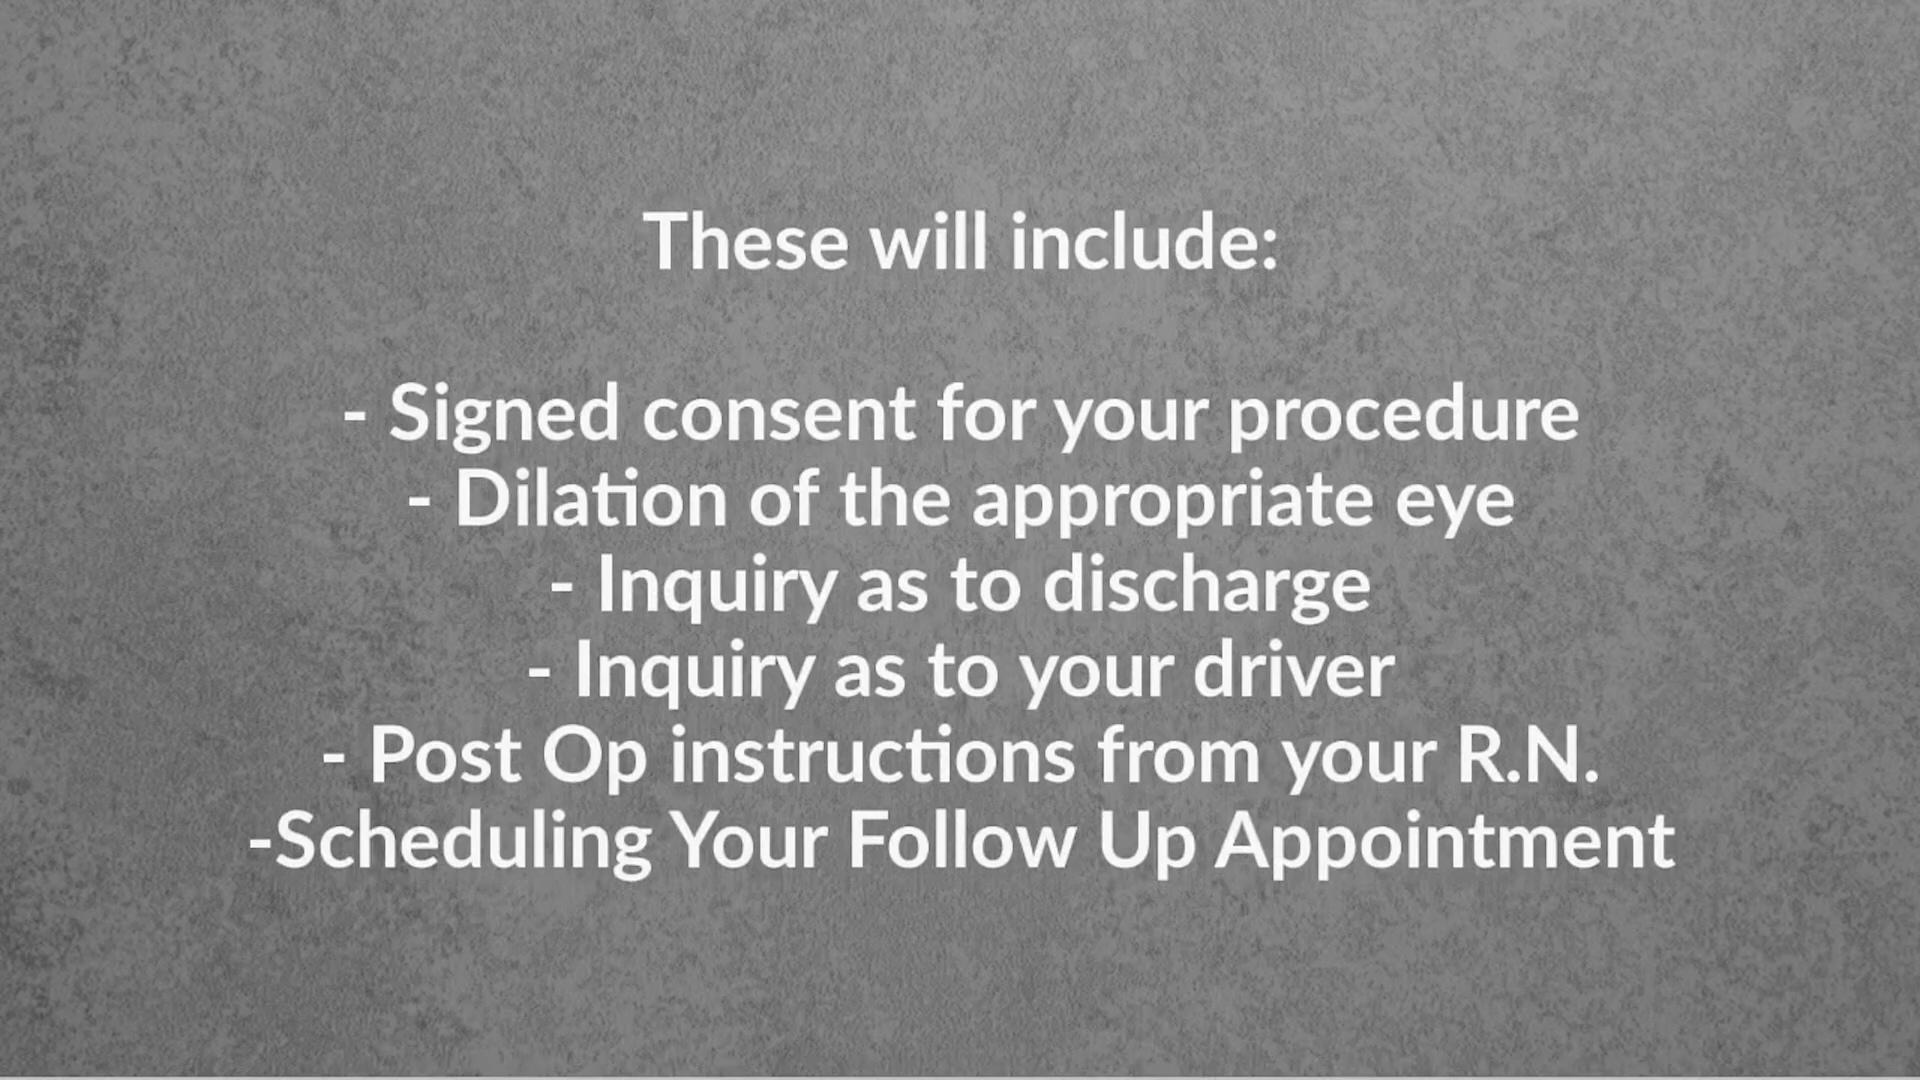 These will include:
- Signed consent for your procedure
- Dilation of the appropriate eye
- Inquiry as to discharge
- Inquiry as to your driver
- Post Op instructions from your R.N.
-Scheduling Your Follow Up Appointment